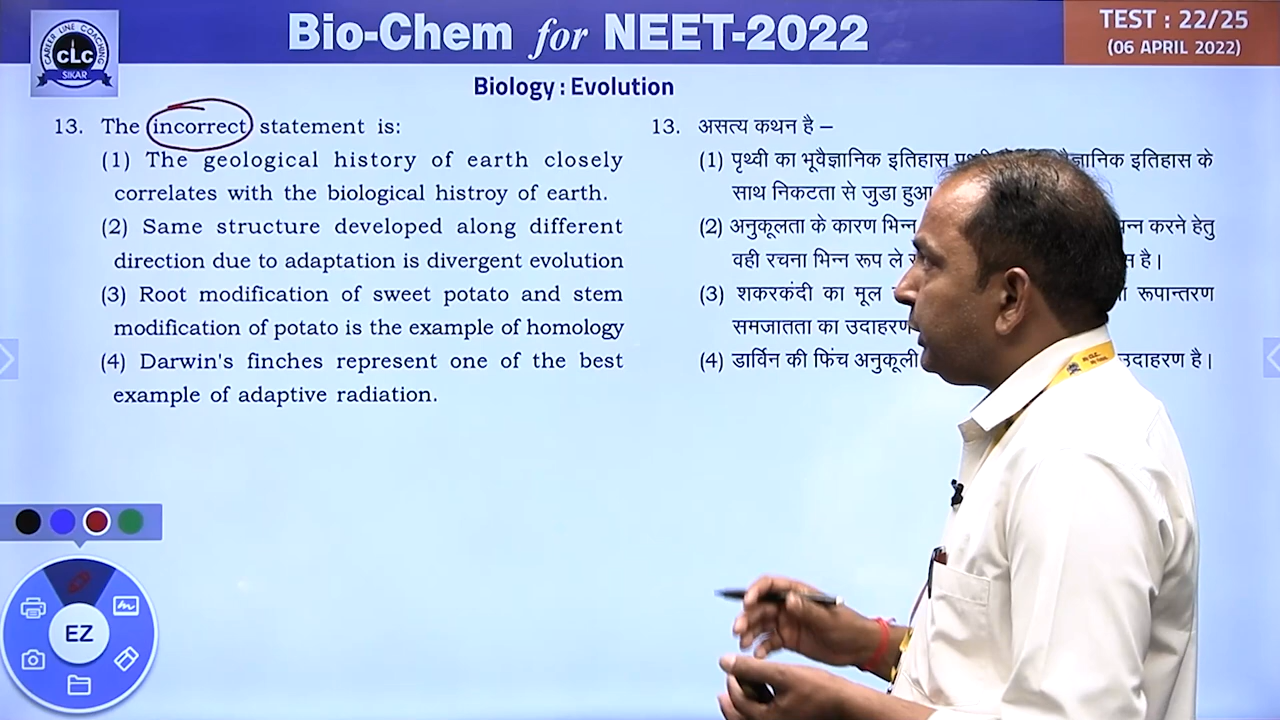 CAREER LINE COACHING
CLC
SIKAR
Bio-Chem for NEET-2022
TEST : 22/25
(06 APRIL 2022)
Biology : Evolution
13. The incorrect statement is:
(1) The geological history of earth closely
correlates with the biological histroy of earth.
(2) Same structure developed along different
direction due to adaptation is divergent evolution
(3) Root modification of sweet potato and stem
modification of potato is the example of homology
(4) Darwin's finches represent one of the best
example of adaptive radiation.
13. असत्य कथन है –
(1) पृथ्वी का भूवैज्ञानिक इतिहास इतिहास के
साथ निकटता से जुडा हुआ
(2) अनुकूलता के कारण भिन्न करने हेतु
वही रचना भिन्न रूप ले है।
(3) शकरकंदी का मूल रूपान्तरण
समजातता का उदाहरण
(4) डार्विन की फिंच अनुकूली उदाहरण है।
EZ